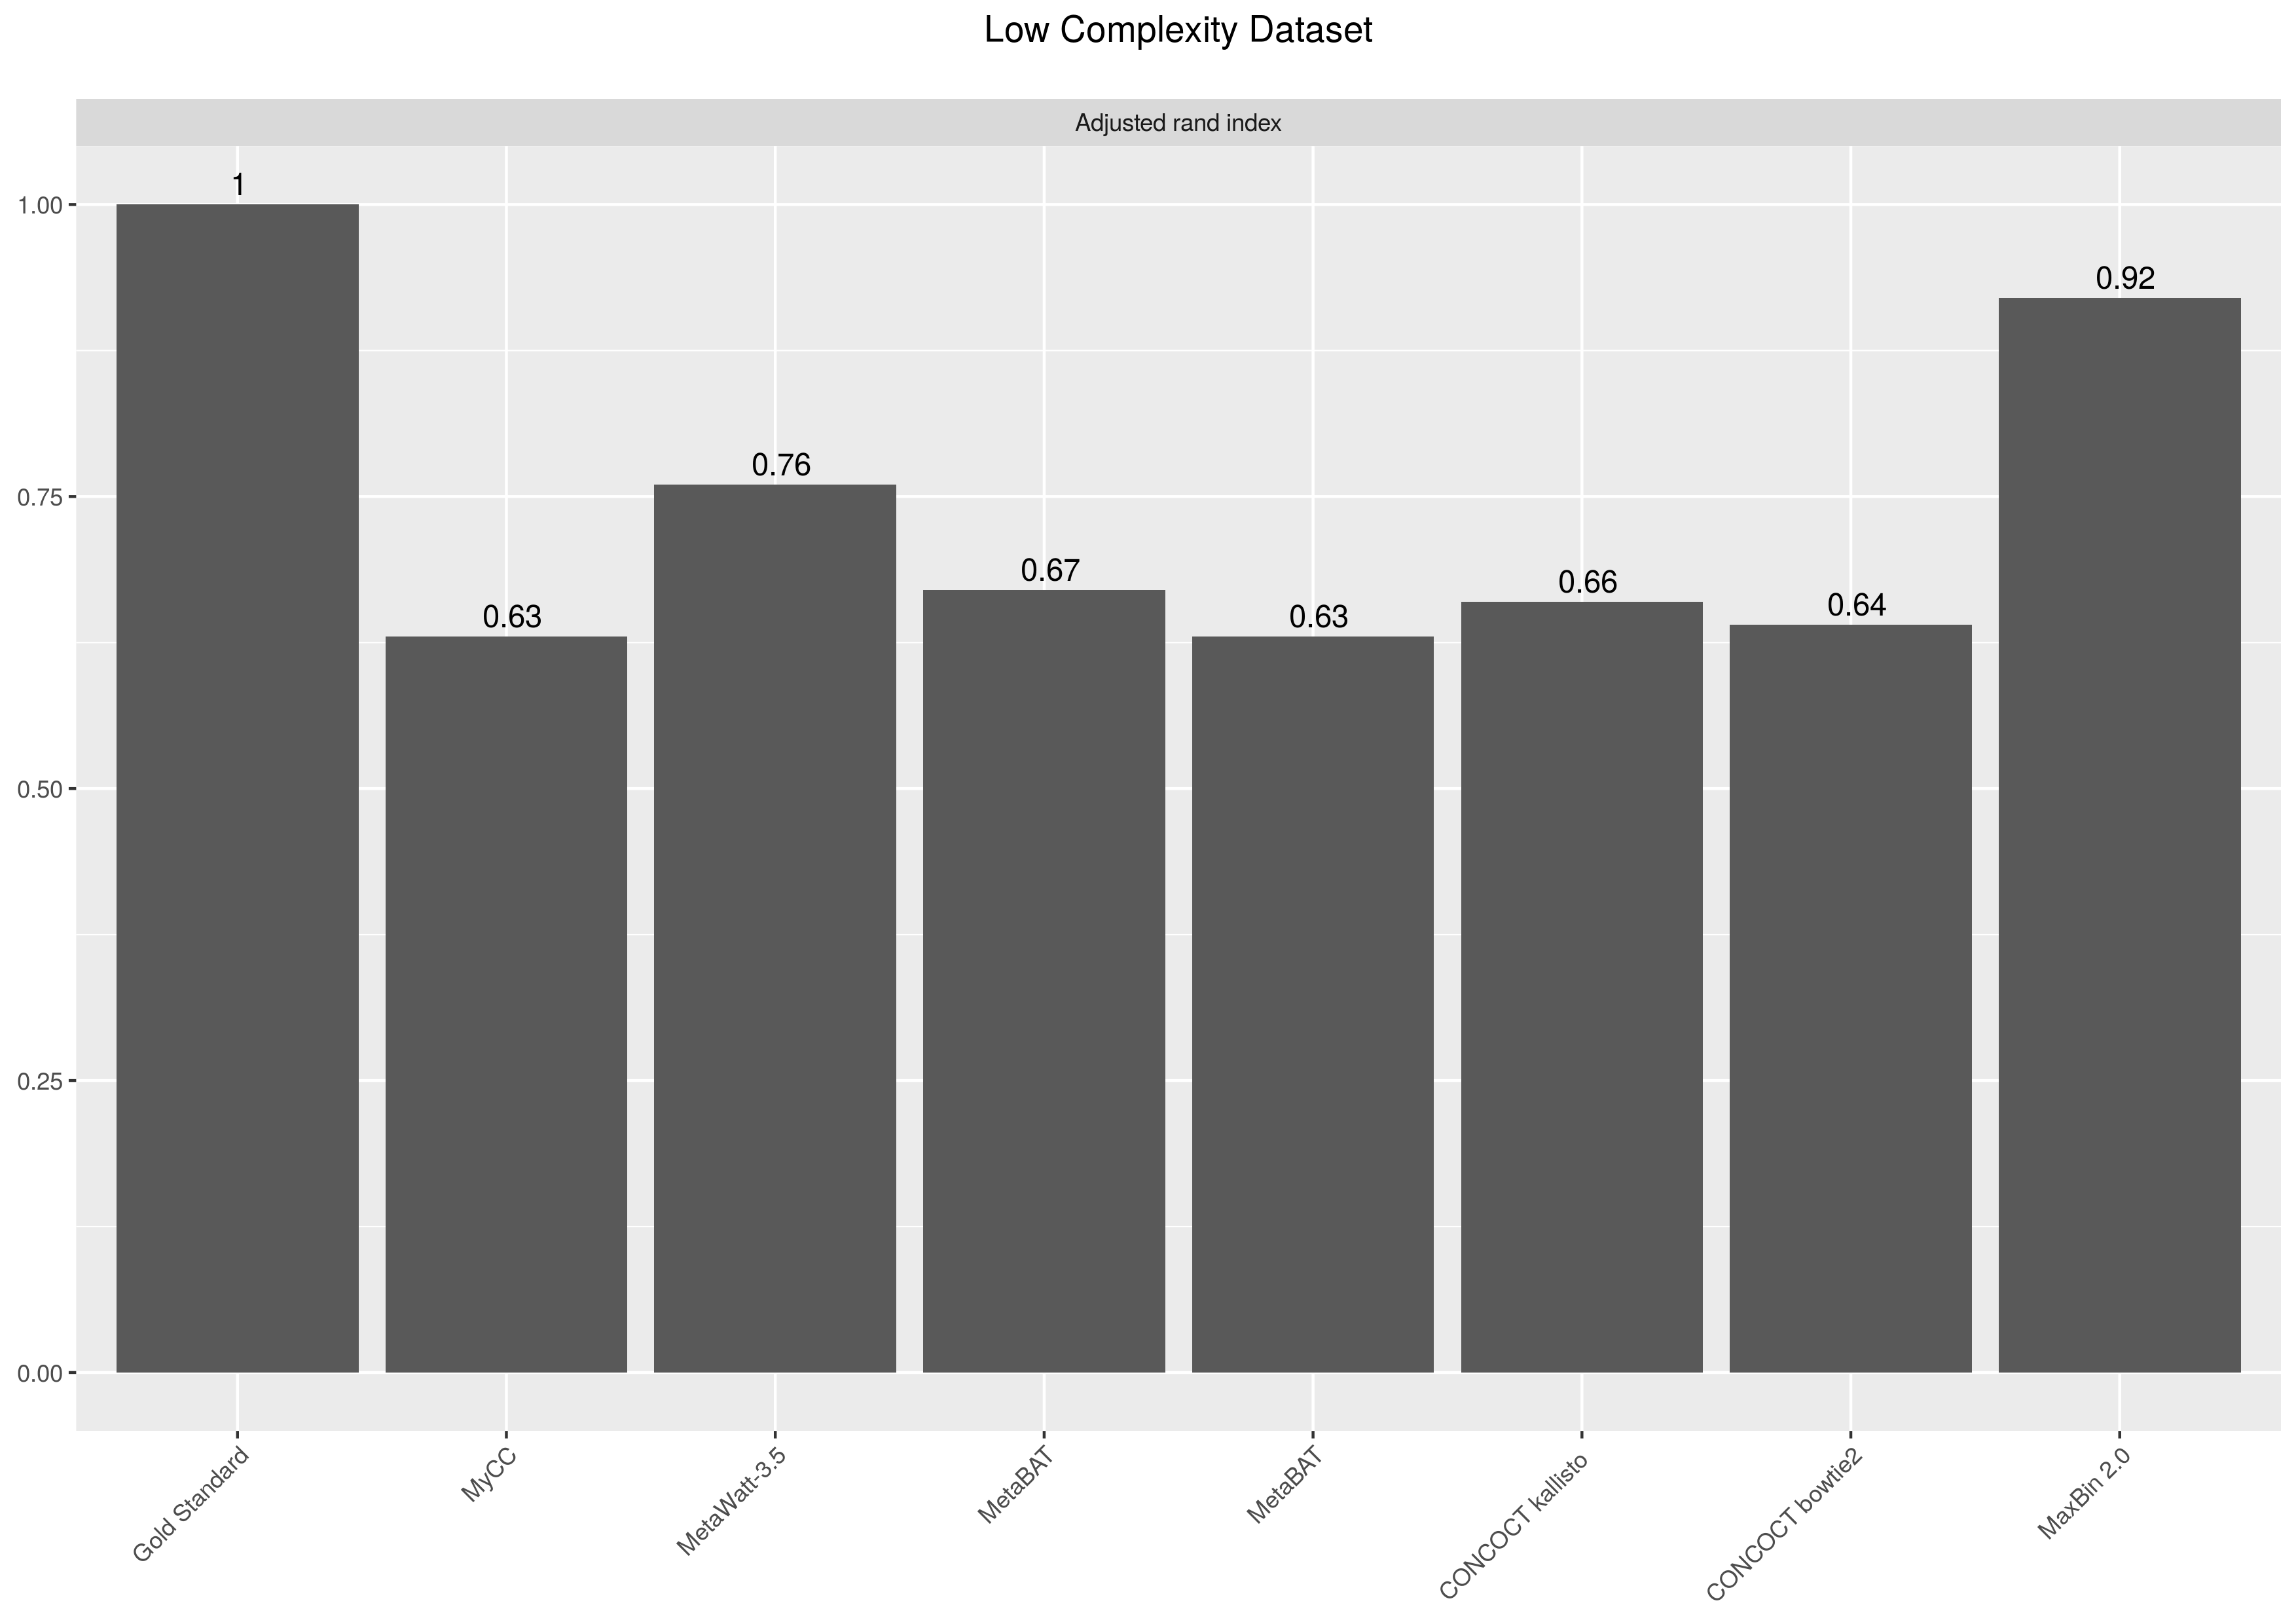 Low Complexity Dataset
Adjusted rand index
1
0.92
0.76
0.67
0.66
0.64
0.63
0.63
1.00
0.75
0.50
0.25
0.00
Gold Standard
MyCC
MetaWatt-3.5
MetaBAT
MetaBAT
CONCOCT kallisto
CONCOCT bowtie2
MaxBin 2.0